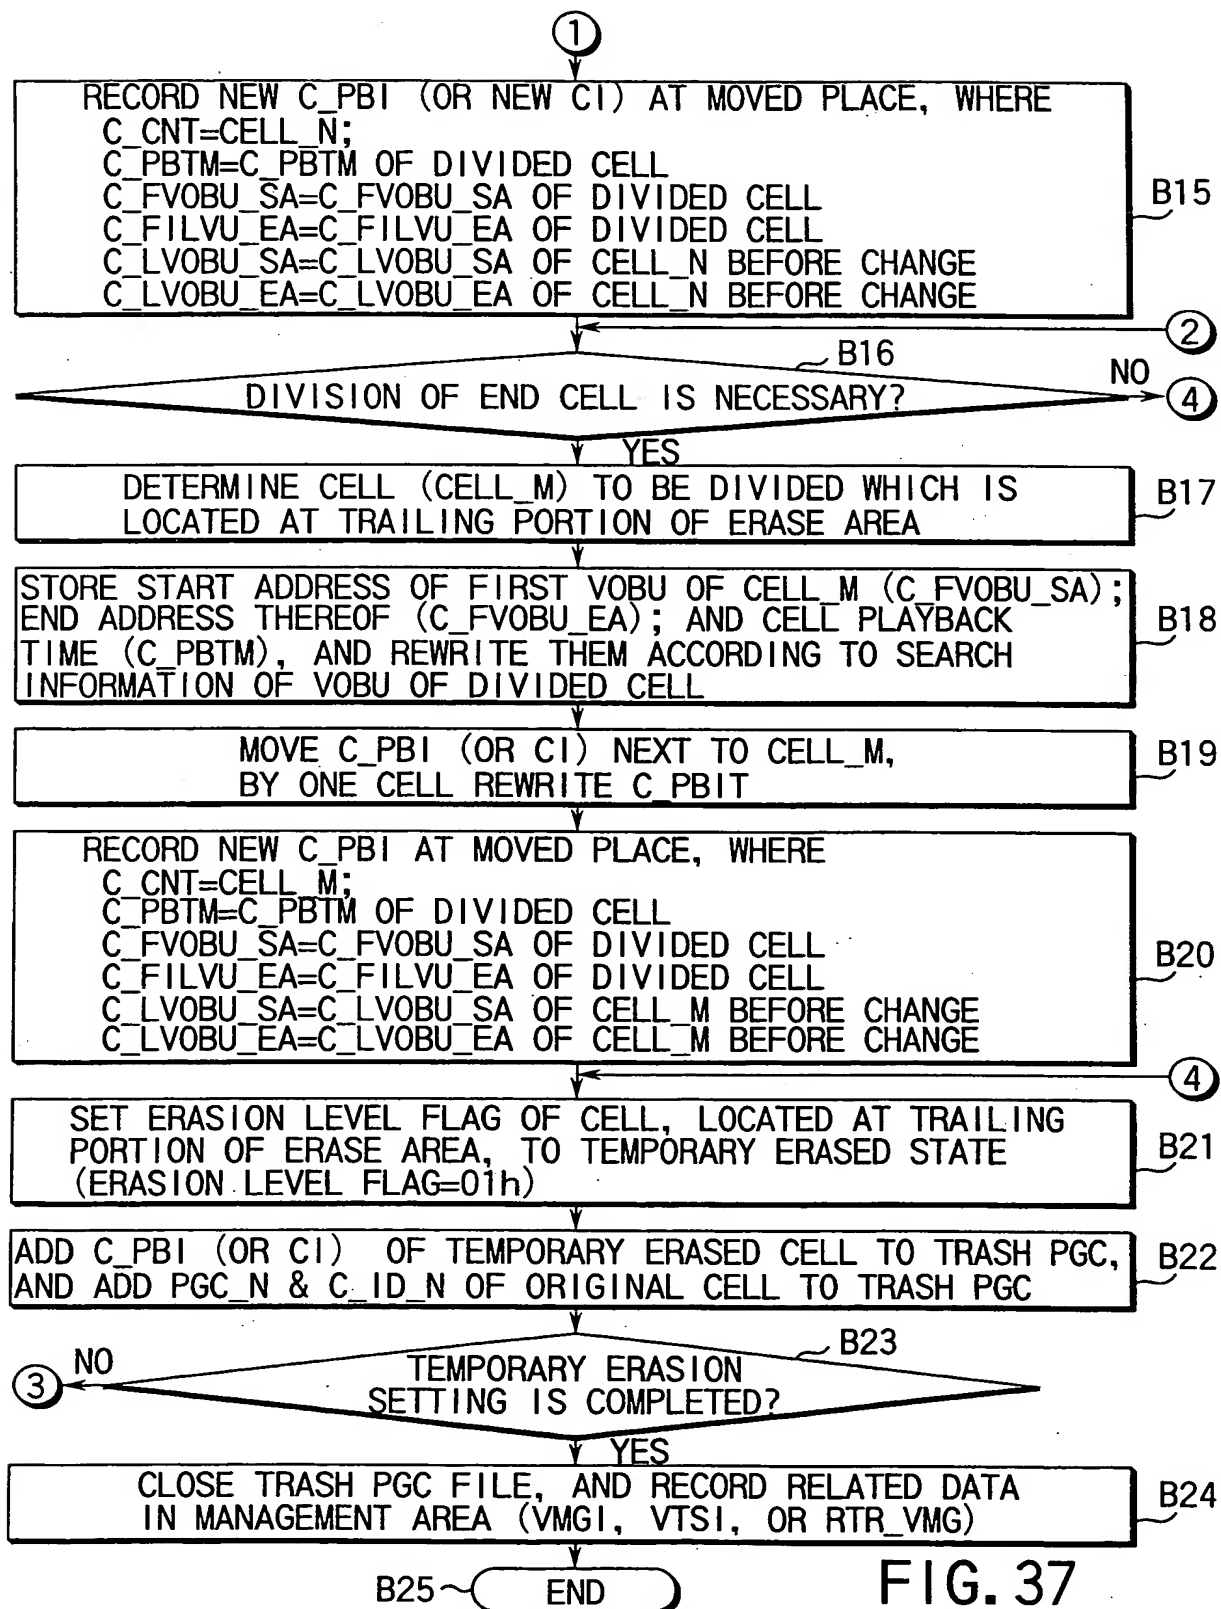 1
RECORD NEW C_PBI (OR NEW CI) AT MOVED PLACE, WHERE
C_CNT=CELL_N;
C_PBTM=C_PBTM OF DIVIDED CELL
C_FVOBU_SA=C_FVOBU_SA OF DIVIDED CELL
C_FILVU_EA=C_FILVU_EA OF DIVIDED CELL
C_LVOBU_SA=C_LVOBU_SA OF CELL_N BEFORE CHANGE
C_LVOBU_EA=C_LVOBU_EA OF CELL_N BEFORE CHANGE
B15
2
B16
DIVISION OF END CELL IS NECESSARY?
NO
4
YES
DETERMINE CELL (CELL_M) TO BE DIVIDED WHICH IS
LOCATED AT TRAILING PORTION OF ERASE AREA
B17
STORE START ADDRESS OF FIRST VOBU OF CELL_M (C_FVOBU_SA);
END ADDRESS THEREOF (C_FVOBU_EA); AND CELL PLAYBACK
TIME (C_PBTM), AND REWRITE THEM ACCORDING TO SEARCH
INFORMATION OF VOBU OF DIVIDED CELL
B18
MOVE C_PBI (OR CI) NEXT TO CELL_M,
BY ONE CELL REWRITE C_PBIT
B19
RECORD NEW C_PBI AT MOVED PLACE, WHERE
C_CNT=CELL_M;
C_PBTM=C_PBTM OF DIVIDED CELL
C_FVOBU_SA=C_FVOBU_SA OF DIVIDED CELL
C_FILVU_EA=C_FILVU_EA OF DIVIDED CELL
C_LVOBU_SA=C_LVOBU_SA OF CELL_M BEFORE CHANGE
C_LVOBU_EA=C_LVOBU_EA OF CELL_M BEFORE CHANGE
B20
4
SET ERASION LEVEL FLAG OF CELL, LOCATED AT TRAILING
PORTION OF ERASE AREA, TO TEMPORARY ERASED STATE
(ERASION LEVEL FLAG=01h)
B21
ADD C_PBI (OR CI) OF TEMPORARY ERASED CELL TO TRASH PGC,
AND ADD PGC_N & C_ID_N OF ORIGINAL CELL TO TRASH PGC
B22
B23
NO
3
TEMPORARY ERASION
SETTING IS COMPLETED?
YES
CLOSE TRASH PGC FILE, AND RECORD RELATED DATA
IN MANAGEMENT AREA (VMGI, VTSI, OR RTR_VMG)
B24
B25
END
FIG. 37